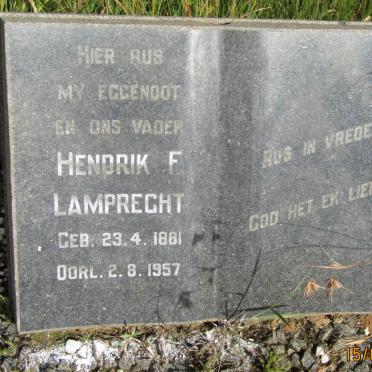 HIER RUS
MY EGGENOOT
EN ONS VADER
HENDRIK F
LAMPRECHT
GEB. 23. 4. 1881
OORL. 2. 8. 1957
RUS IN VREDE
GOD HET EK LIE
15/